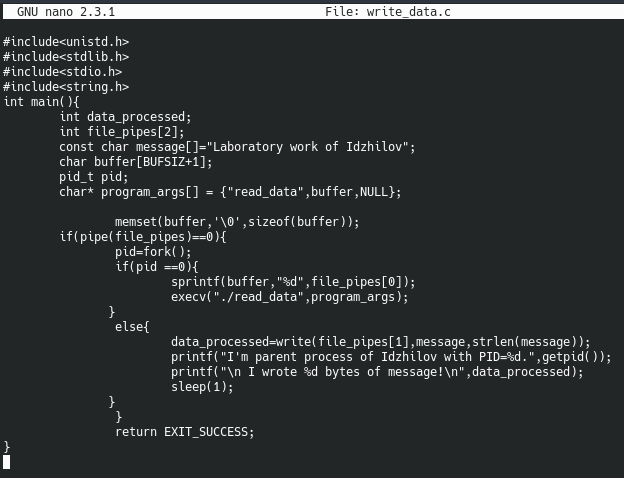 GNU nano 2.3.1 File: write_data.c
#include<unistd.h>
#include<stdlib.h>
#include<stdio.h>
#include<string.h>
int main(){
int data_processed;
int file_pipes[2];
const char message[]="Laboratory work of Idzhilov";
char buffer[BUFSIZ+1];
pid_t pid;
char* program_args[] = {"read_data",buffer,NULL};
memset(buffer,'\0',sizeof(buffer));
if(pipe(file_pipes)==0){
pid=fork();
if(pid ==0){
sprintf(buffer,"%d",file_pipes[0]);
execv("./read_data",program_args);
}
else{
data_processed=write(file_pipes[1],message,strlen(message));
printf("I'm parent process of Idzhilov with PID=%d.",getpid());
printf("\n I wrote %d bytes of message!\n",data_processed);
sleep(1);
}
}
return EXIT_SUCCESS;
}